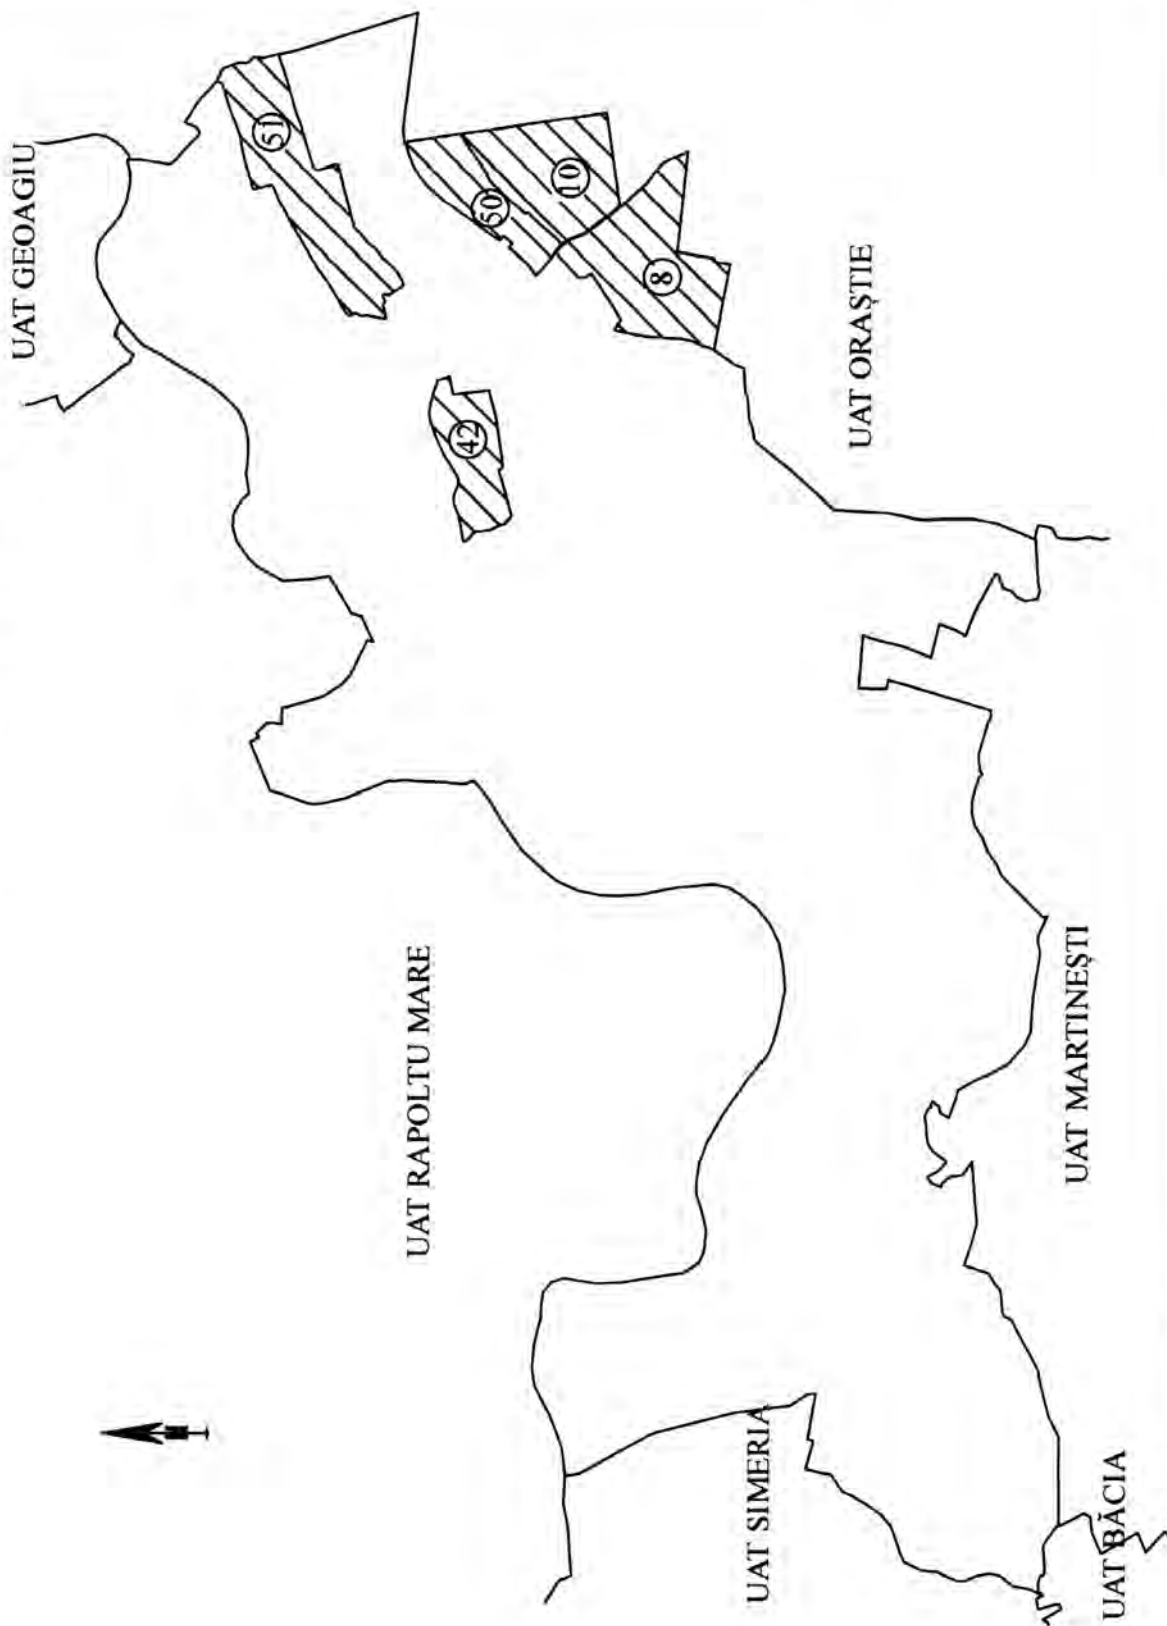 UAT GEOAGIU
51
50
10
8
42
UAT ORAȘTIE
UAT RAPOLTU MARE
UAT MARTINEȘTI
UAT SIMERIA
UAT BĂCIA